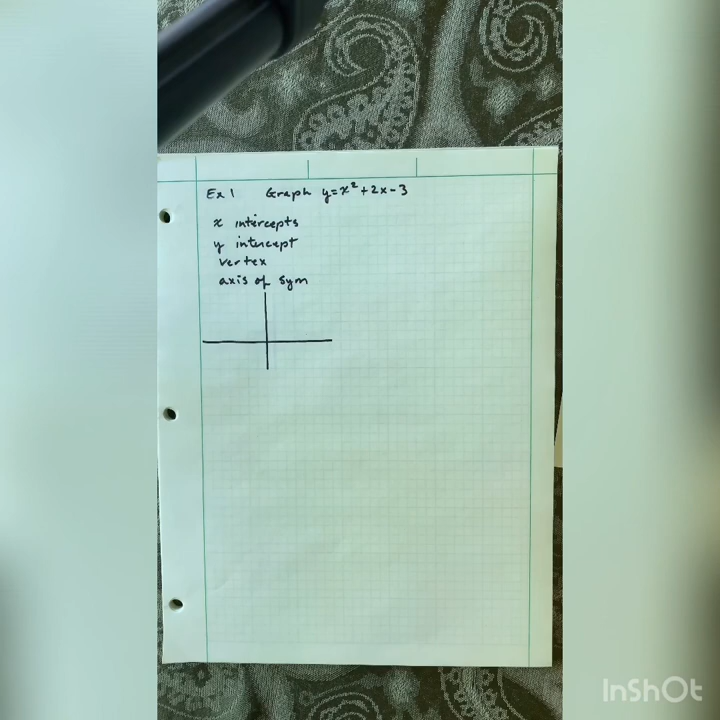 Ex 1 Graph y=x²+2x-3
x intercepts
y intercept
vertex
axis of sym
InShOt